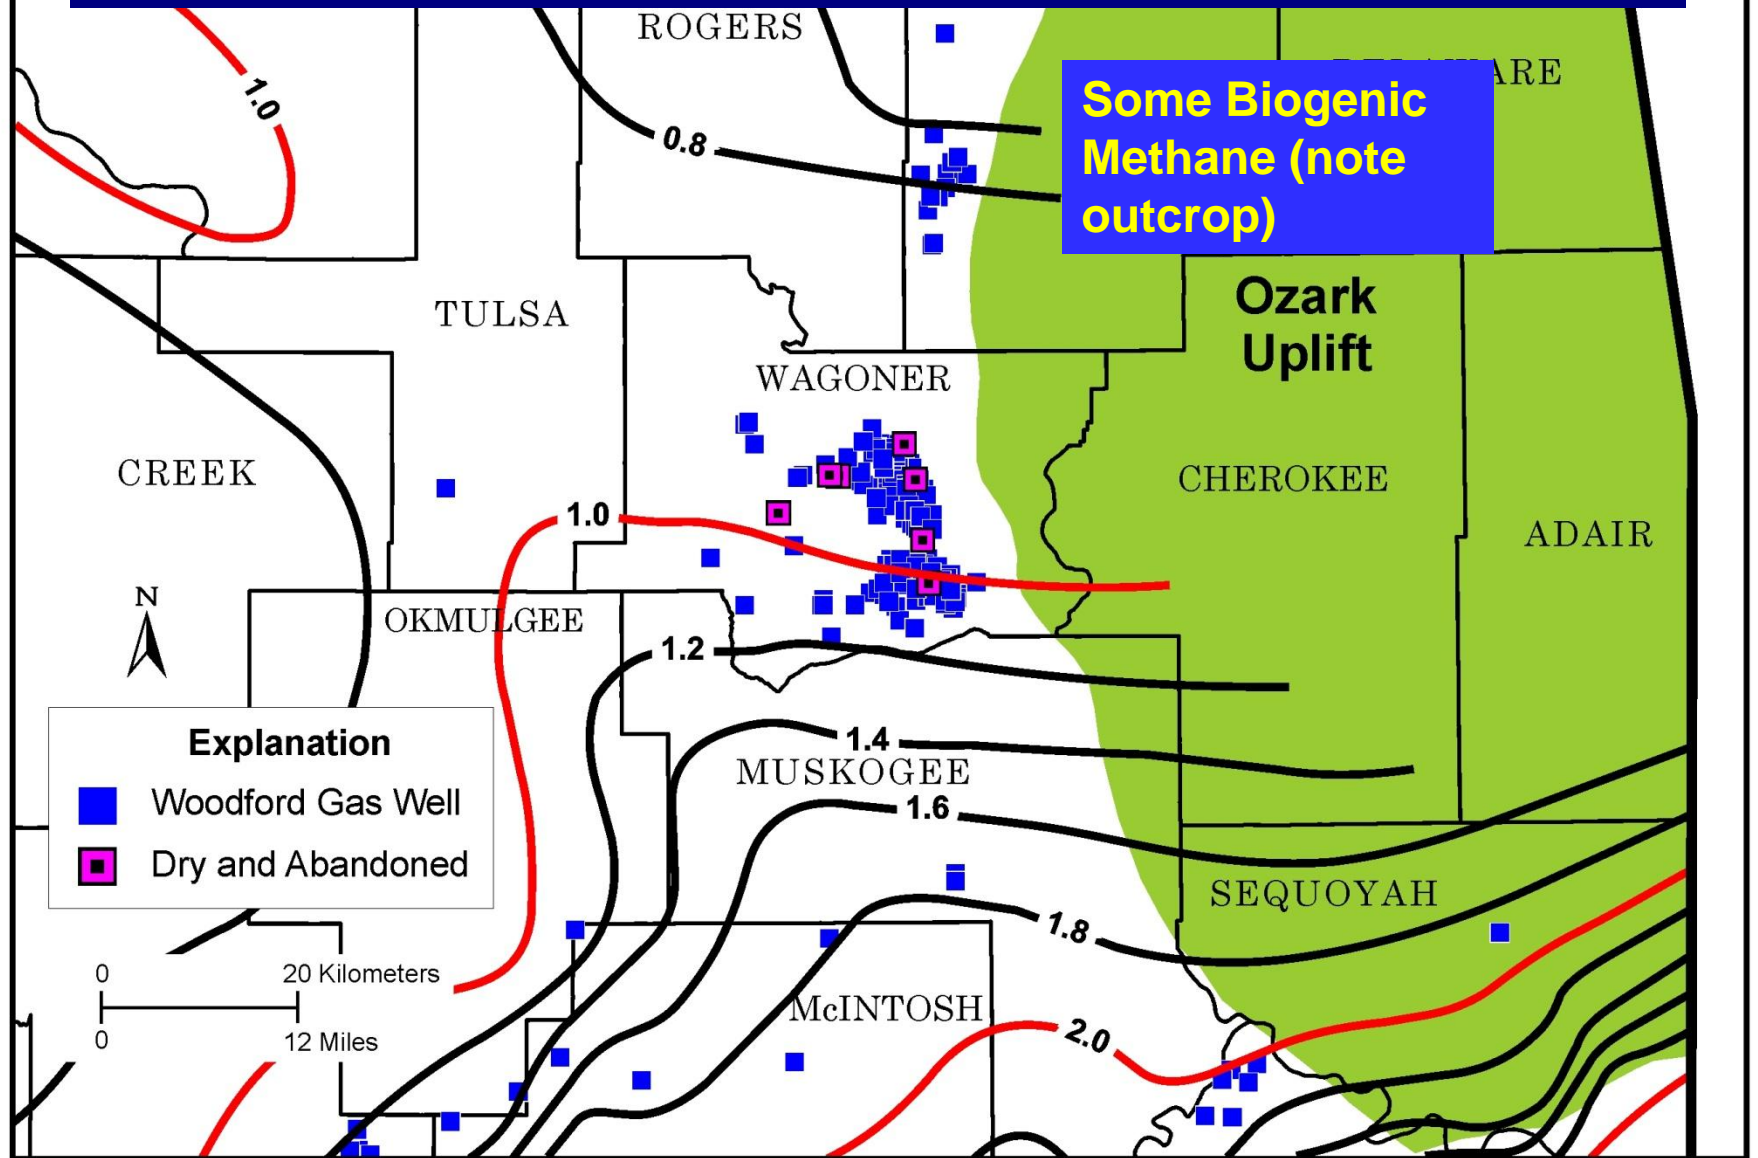 ROGERS
1.0
0.8
Some Biogenic
Methane (note
outcrop)
Ozark
Uplift
TULSA
WAGONER
CREEK
CHEROKEE
1.0
ADAIR
N
OKMULGEE
1.2
1.4
MUSKOGEE
1.6
Explanation
Woodford Gas Well
Dry and Abandoned
SEQUOYAH
1.8
0 20 Kilometers
0 12 Miles
McINTOSH
2.0